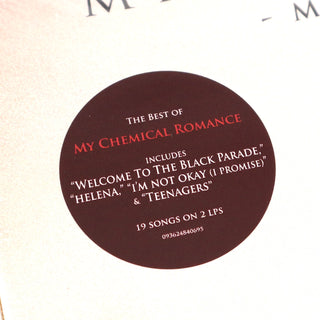 THE BEST OF
MY CHEMICAL ROMANCE
INCLUDES
“WELCOME TO THE BLACK PARADE,”
“HELENA,” “I’M NOT OKAY (I PROMISE)”
& “TEENAGERS”
19 SONGS ON 2 LPS
093624840695